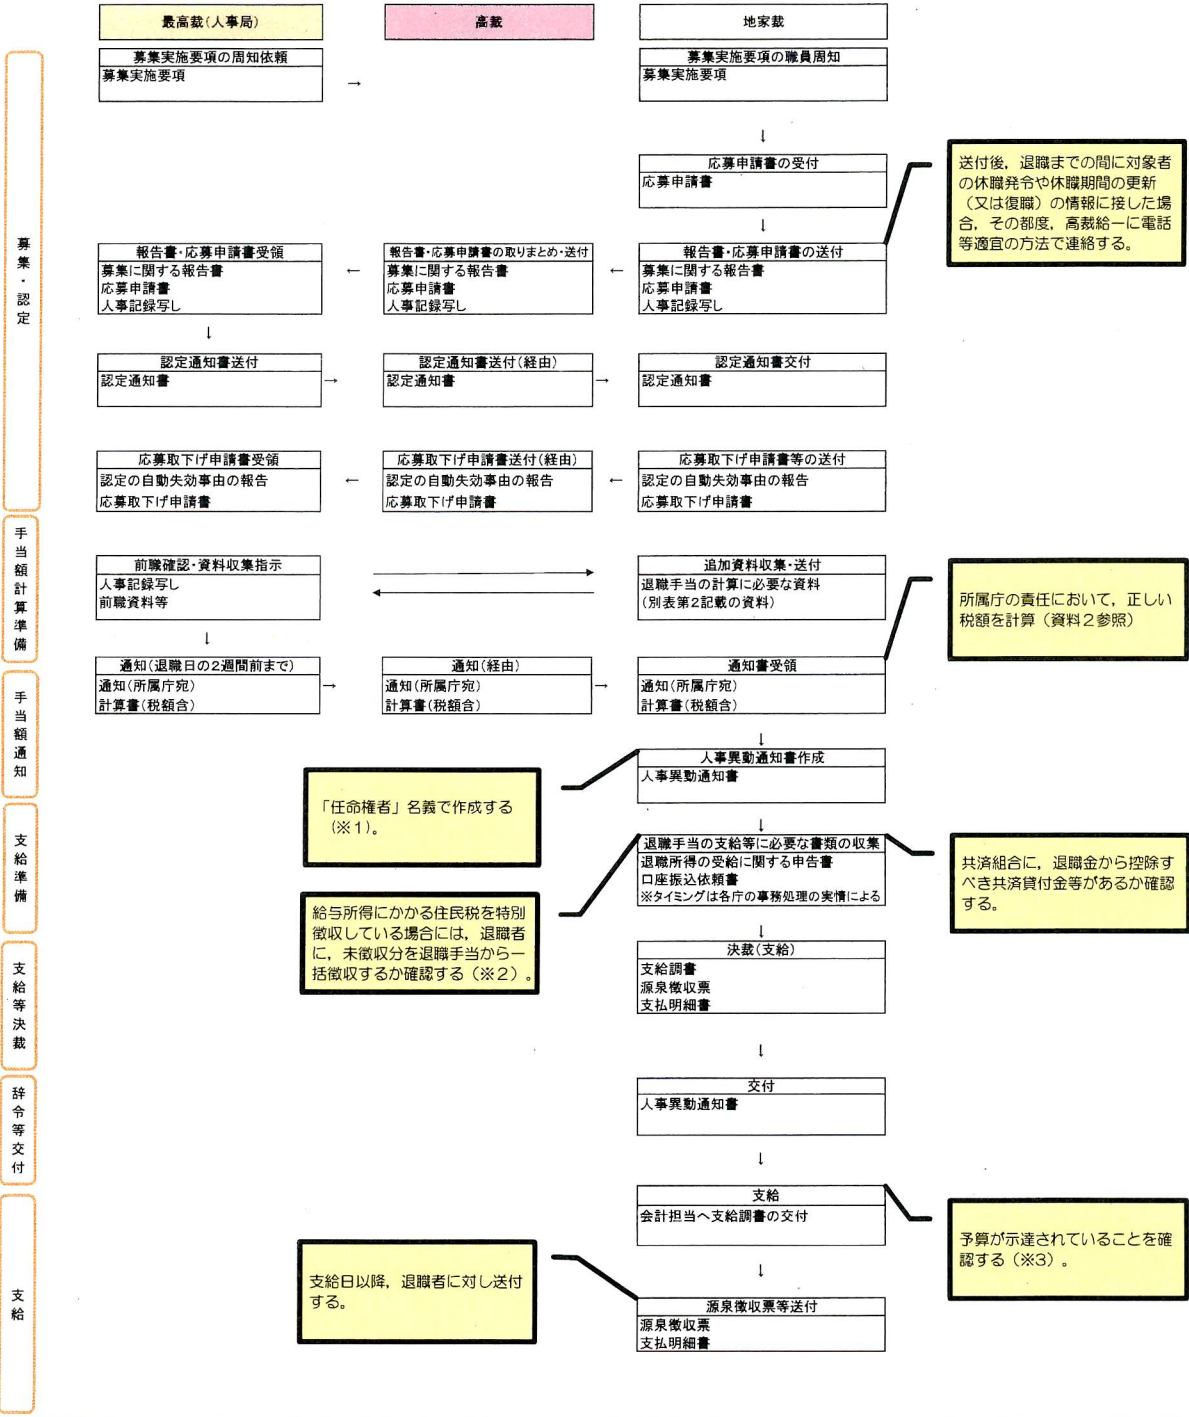 最高裁(人事局)
高裁
地家裁
募集・認定
募集実施要項の周知依頼
募集実施要項
→
募集実施要項の職員周知
募集実施要項
↓
応募申請書の受付
応募申請書
↓
送付後，退職までの間に対象者
の休職発令や休職期間の更新
（又は復職）の情報に接した場
合，その都度，高裁給一に電話
等適宜の方法で連絡する。
報告書・応募申請書受領
募集に関する報告書
応募申請書
人事記録写し
←
報告書・応募申請書の取りまとめ・送付
募集に関する報告書
応募申請書
人事記録写し
←
報告書・応募申請書の送付
募集に関する報告書
応募申請書
人事記録写し
↓
認定通知書送付
認定通知書
→
認定通知書送付(経由)
認定通知書
→
認定通知書交付
認定通知書
応募取下げ申請書受領
認定の自動失効事由の報告
応募取下げ申請書
←
応募取下げ申請書送付(経由)
認定の自動失効事由の報告
応募取下げ申請書
←
応募取下げ申請書等の送付
認定の自動失効事由の報告
応募取下げ申請書
手当額計算準備
前職確認・資料収集指示
人事記録写し
前職資料等
追加資料収集・送付
退職手当の計算に必要な資料
(別表第2記載の資料)
所属庁の責任において，正しい
税額を計算（資料２参照）
↓
手当額通知
通知(退職日の2週間前まで)
通知(所属庁宛)
計算書(税額含)
→
通知(経由)
通知(所属庁宛)
計算書(税額含)
→
通知書受領
通知(所属庁宛)
計算書(税額含)
↓
人事異動通知書作成
人事異動通知書
「任命権者」名義で作成する
（※１）。
↓
支給準備
退職手当の支給等に必要な書類の収集
退職所得の受給に関する申告書
口座振込依頼書
※タイミングは各庁の事務処理の実情による
共済組合に，退職金から控除す
べき共済貸付金等があるか確認
する。
給与所得にかかる住民税を特別
徴収している場合には，退職者
に，未徴収分を退職手当から一
括徴収するか確認する（※２）。
↓
支給等決裁
決裁(支給)
支給調書
源泉徴収票
支払明細書
↓
辞令等交付
交付
人事異動通知書
↓
支給
支給
会計担当へ支給調書の交付
予算が示達されていることを確
認する（※3）。
↓
支給日以降，退職者に対し送付
する。
源泉徴収票等送付
源泉徴収票
支払明細書